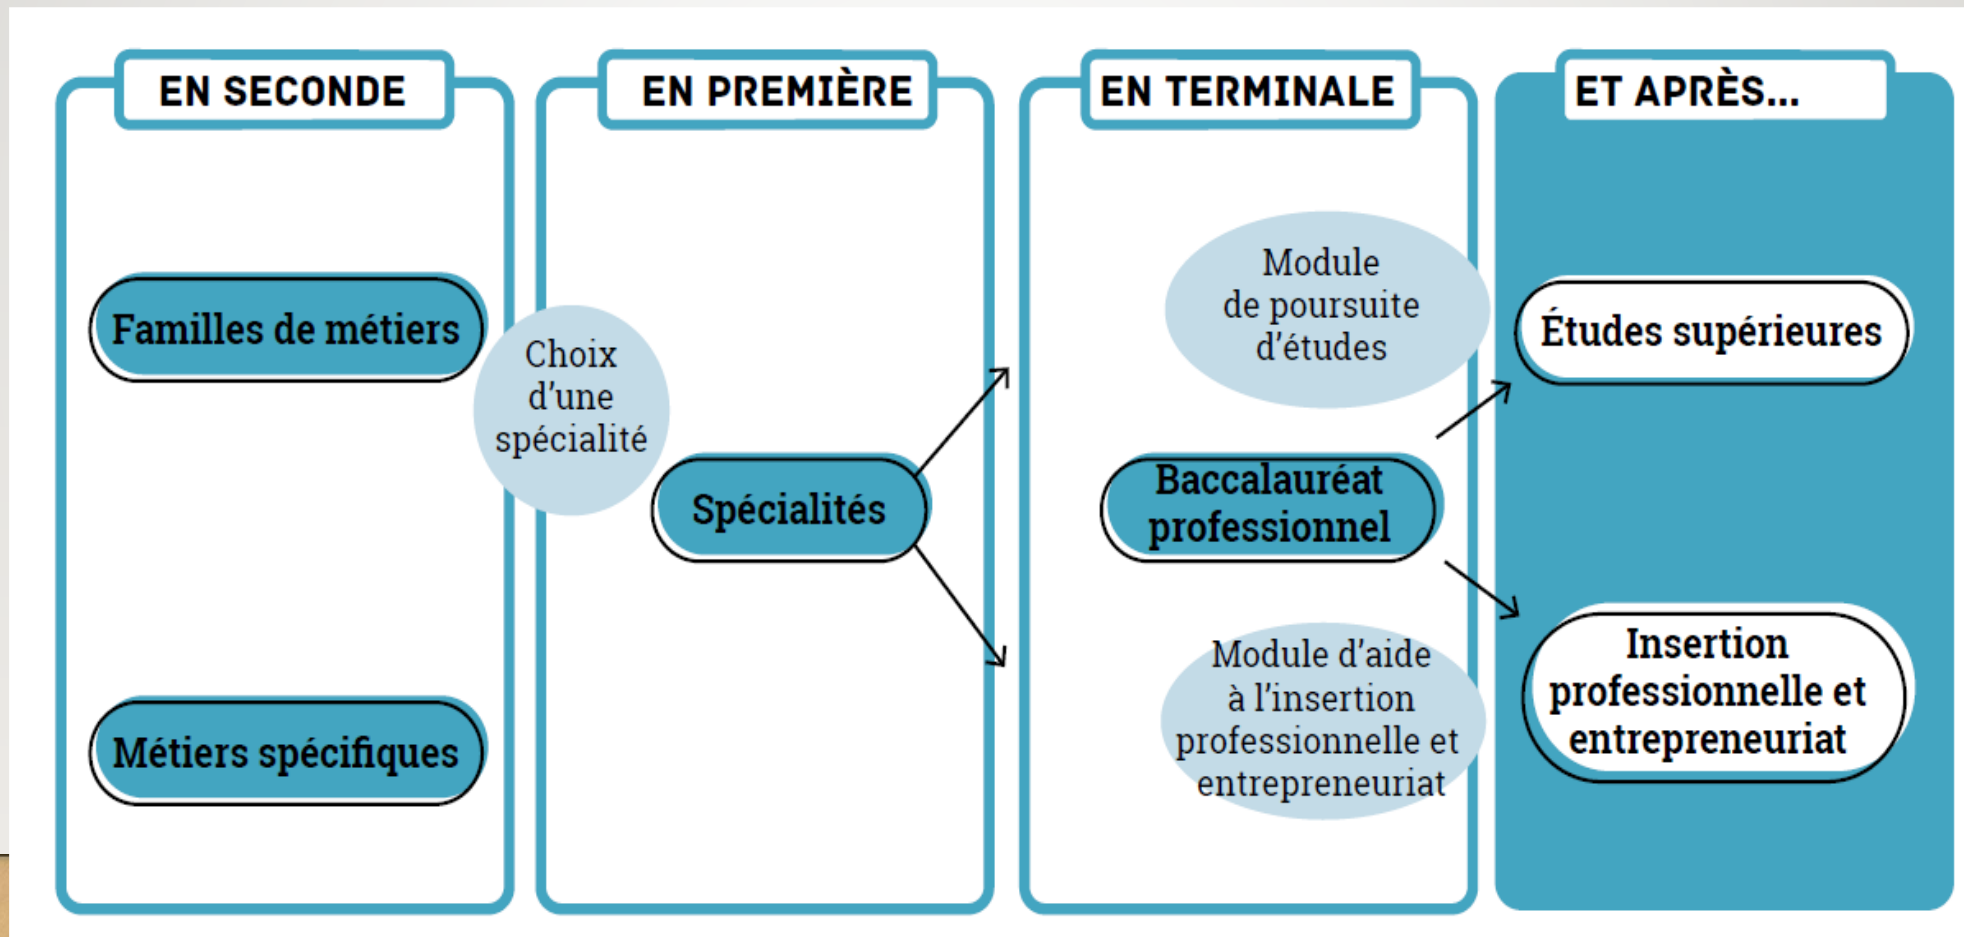 EN SECONDE
Familles de métiers
Métiers spécifiques
Choix
d'une
spécialité
EN PREMIÈRE
Spécialités
EN TERMINALE
Module
de poursuite
d'études
Baccalauréat
professionnel
Module d'aide
à l'insertion
professionnelle et
entrepreneuriat
ET APRÈS...
Études supérieures
Insertion
professionnelle et
entrepreneuriat